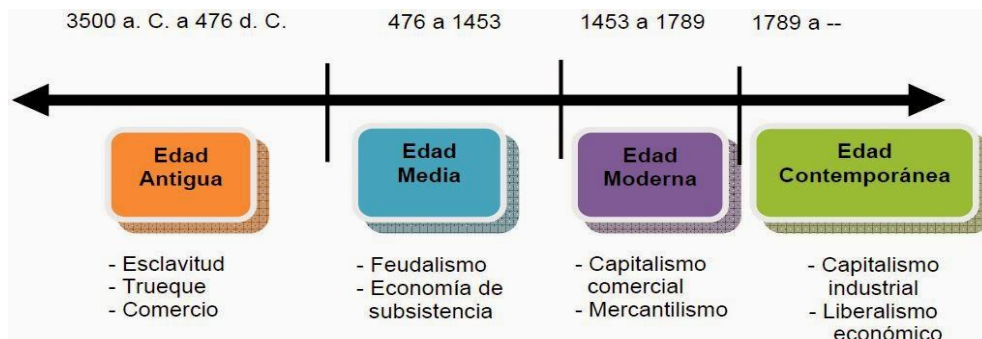 3500 a. C. a 476 d. C.
476 a 1453
1453 a 1789
1789 a --
Edad
Antigua
Edad
Media
Edad
Moderna
Edad
Contemporánea
- Esclavitud
- Trueque
- Comercio
- Feudalismo
- Economía de
subsistencia
- Capitalismo
comercial
- Mercantilismo
- Capitalismo
industrial
- Liberalismo
económico